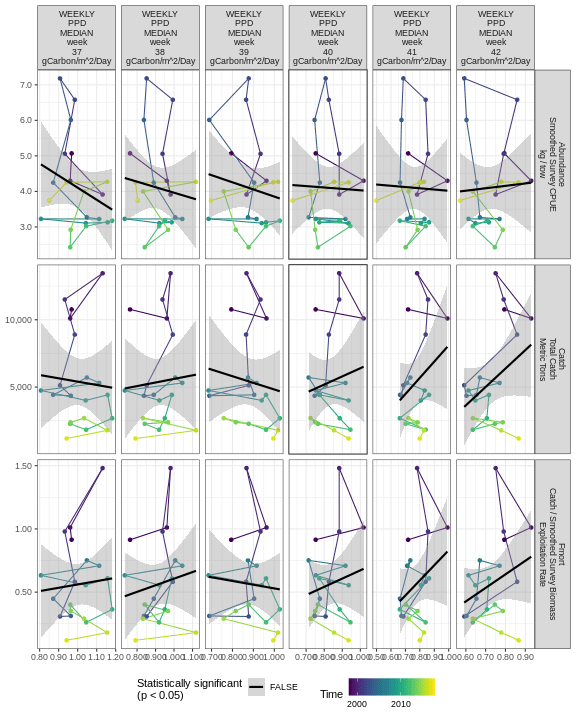 WEEKLY
PPD
MEDIAN
week
37
gCarbon/m^2/Day
WEEKLY
PPD
MEDIAN
week
38
gCarbon/m^2/Day
WEEKLY
PPD
MEDIAN
week
39
gCarbon/m^2/Day
WEEKLY
PPD
MEDIAN
week
40
gCarbon/m^2/Day
WEEKLY
PPD
MEDIAN
week
41
gCarbon/m^2/Day
WEEKLY
PPD
MEDIAN
week
42
gCarbon/m^2/Day
7.0
6.0
5.0
4.0
3.0
Abundance
Smoothed Survey CPUE
kg / tow
10,000
5,000
Catch
Total Catch
Metric Tons
1.50
1.00
0.50
Fmort
Catch / Smoothed Survey Biomass
Exploitation Rate
0.80 0.90 1.00 1.10 1.20
0.80 0.90 1.00 1.10
0.70 0.80 0.90 1.00
0.70 0.80 0.90 1.00
0.50 0.60 0.70 0.80 0.90 1.00
0.60 0.70 0.80 0.90
Statistically significant
(p < 0.05)
FALSE
Time
2000 2010